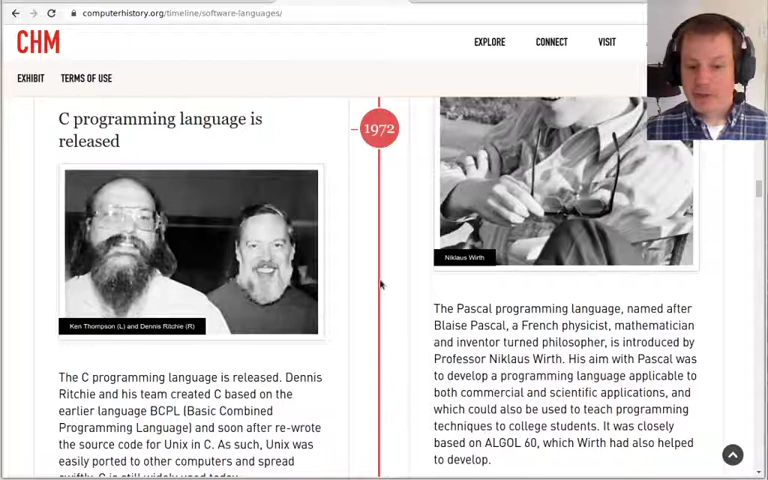 computerhistory.org/timeline/software-languages/
CHM
EXPLORE
CONNECT
VISIT
EXHIBIT
TERMS OF USE
C programming language is
released
1972
Ken Thompson (L) and Dennis Ritchie (R)
The C programming language is released. Dennis
Ritchie and his team created C based on the
earlier language BCPL (Basic Combined
Programming Language) and soon after re-wrote
the source code for Unix in C. As such, Unix was
easily ported to other computers and spread
swiftly. C is still widely used today.
Niklaus Wirth
The Pascal programming language, named after
Blaise Pascal, a French physicist, mathematician
and inventor turned philosopher, is introduced by
Professor Niklaus Wirth. His aim with Pascal was
to develop a programming language applicable to
both commercial and scientific applications, and
which could also be used to teach programming
techniques to college students. It was closely
based on ALGOL 60, which Wirth had also helped
to develop.